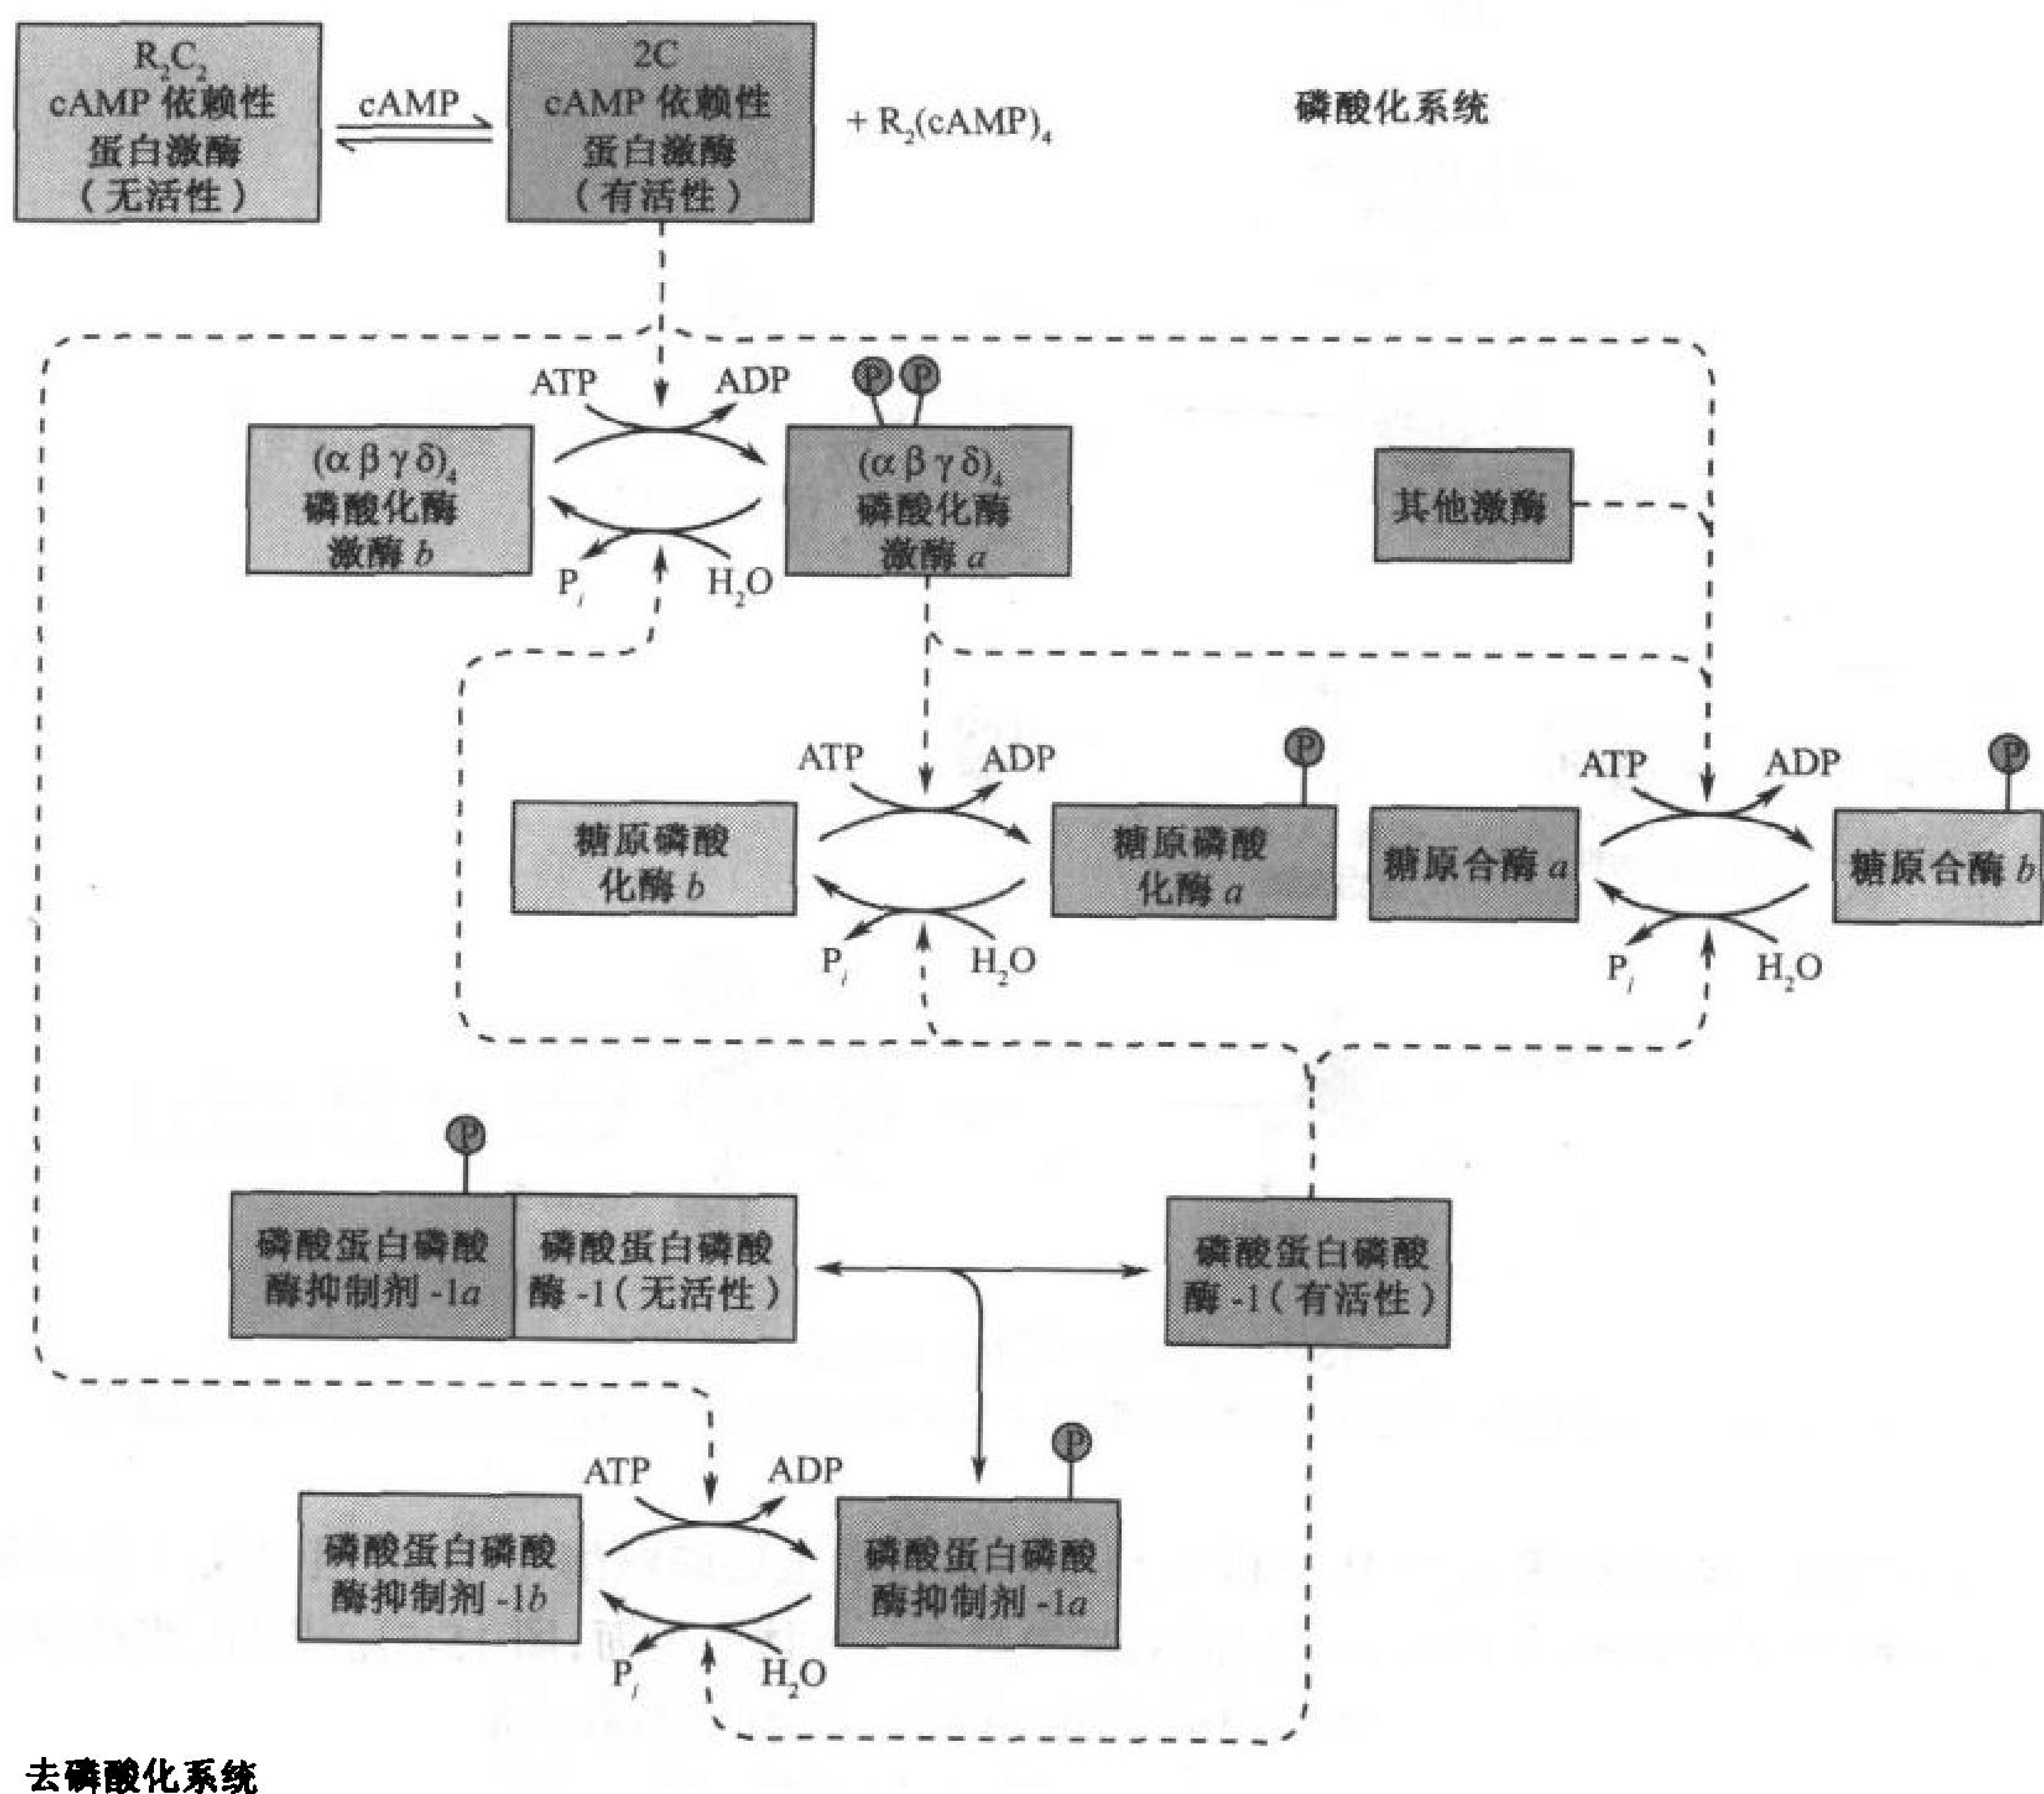 R₂C₂
cAMP 依赖性
蛋白激酶
（无活性）
cAMP
2C
cAMP 依赖性
蛋白激酶
（有活性）
+ R₂(cAMP)₄
磷酸化系统
ATP
ADP
P
P
(αβγδ)₄
磷酸化酶
激酶 b
(αβγδ)₄
磷酸化酶
激酶 a
其他激酶
Pᵢ
H₂O
ATP
ADP
P
ATP
ADP
P
糖原磷酸
化酶 b
糖原磷酸
化酶 a
糖原合酶 a
糖原合酶 b
Pᵢ
H₂O
Pᵢ
H₂O
P
磷酸蛋白磷酸
酶抑制剂 -1a
磷酸蛋白磷酸
酶 -1（无活性）
磷酸蛋白磷酸
酶 -1（有活性）
ATP
ADP
P
磷酸蛋白磷酸
酶抑制剂 -1b
磷酸蛋白磷酸
酶抑制剂 -1a
Pᵢ
H₂O
去磷酸化系统